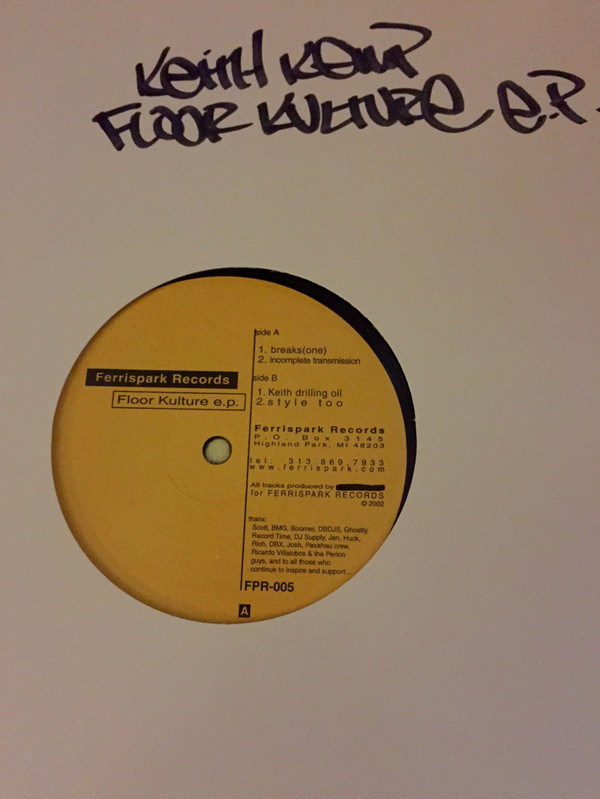 Keith Kemp
Floor Kulture e.p.
Ferrispark Records
Floor Kulture e.p.
side A
1. breaks(one)
2. incomplete transmission
side B
1. Keith drilling oil
2. style too
Ferrispark Records
P.O. Box 3145
Highland Park, MI 48203
tel: 313.869.7933
www.ferrispark.com
All tracks produced by
for FERRISPARK RECORDS
© 2002
thanx:
Scott, BMG, Boomer, DBDJS, Ghostly,
Record Time, DJ Supply, Jen, Huck,
Rich, DBX, Josh, Paxahau crew,
Ricardo Villalobos & the Perlon
guys, and to all those who
continue to inspire and support....
FPR-005
A